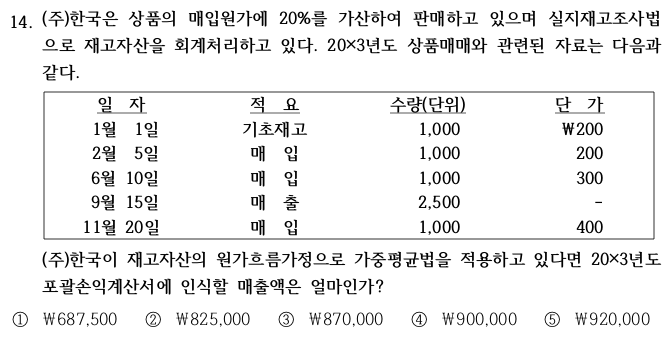 14. (주)한국은 상품의 매입원가에 20%를 가산하여 판매하고 있으며 실지재고조사법
으로 재고자산을 회계처리하고 있다. 20×3년도 상품매매와 관련된 자료는 다음과
같다.
일 자 적 요 수량(단위) 단 가
1월 1일 기초재고 1,000 ₩200
2월 5일 매 입 1,000 200
6월 10일 매 입 1,000 300
9월 15일 매 출 2,500 -
11월 20일 매 입 1,000 400
(주)한국이 재고자산의 원가흐름가정으로 가중평균법을 적용하고 있다면 20×3년도
포괄손익계산서에 인식할 매출액은 얼마인가?
① ₩687,500 ② ₩825,000 ③ ₩870,000 ④ ₩900,000 ⑤ ₩920,000